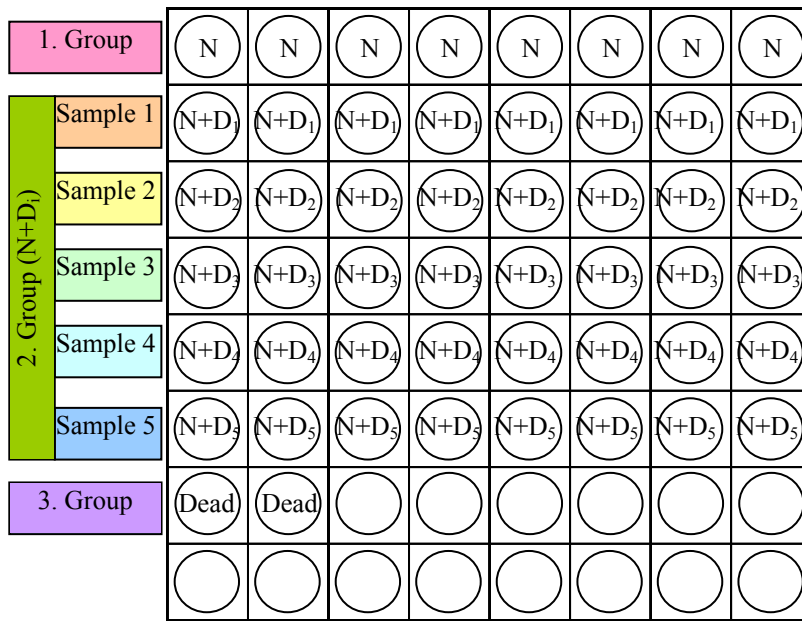 1. Group N N N N N N N N
2. Group (N+Dᵢ)
Sample 1 N+D₁ N+D₁ N+D₁ N+D₁ N+D₁ N+D₁ N+D₁ N+D₁
Sample 2 N+D₂ N+D₂ N+D₂ N+D₂ N+D₂ N+D₂ N+D₂ N+D₂
Sample 3 N+D₃ N+D₃ N+D₃ N+D₃ N+D₃ N+D₃ N+D₃ N+D₃
Sample 4 N+D₄ N+D₄ N+D₄ N+D₄ N+D₄ N+D₄ N+D₄ N+D₄
Sample 5 N+D₅ N+D₅ N+D₅ N+D₅ N+D₅ N+D₅ N+D₅ N+D₅
3. Group Dead Dead